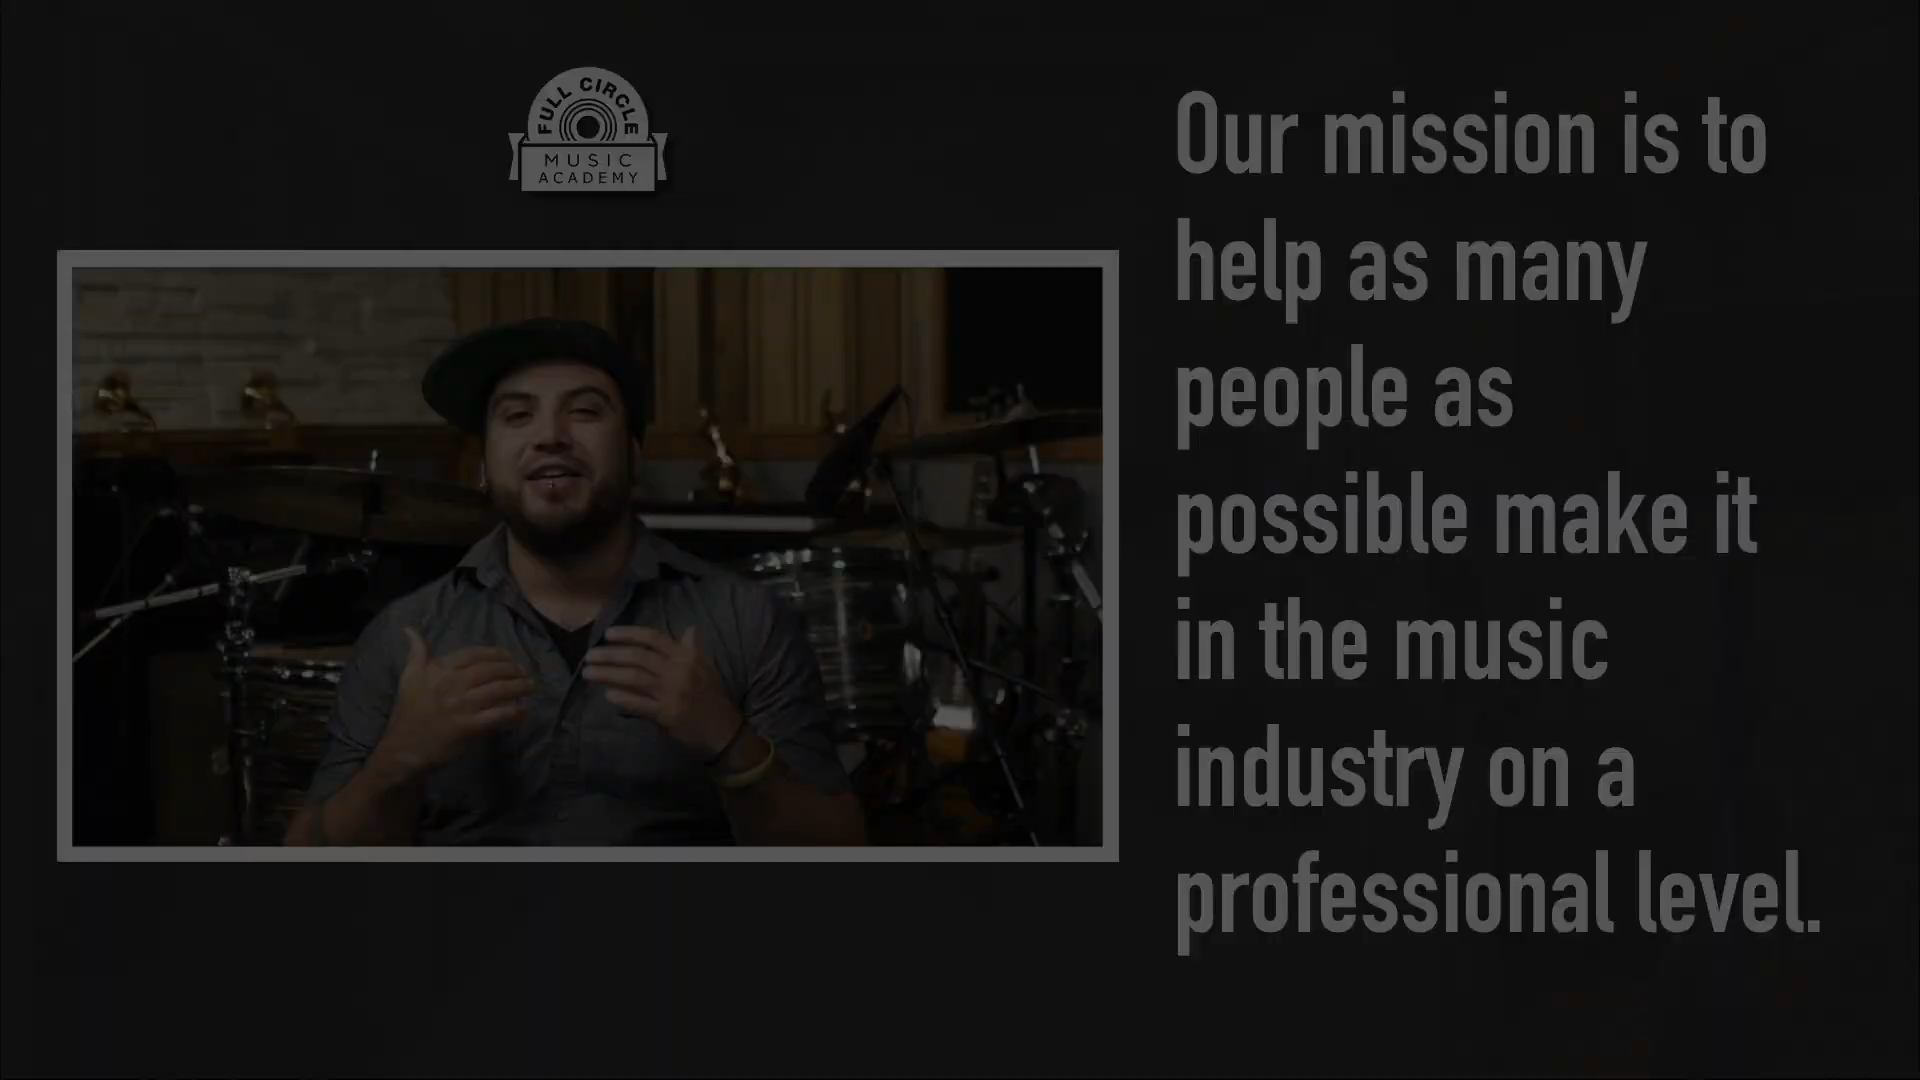 FULL CIRCLE
MUSIC
ACADEMY
Our mission is to
help as many
people as
possible make it
in the music
industry on a
professional level.